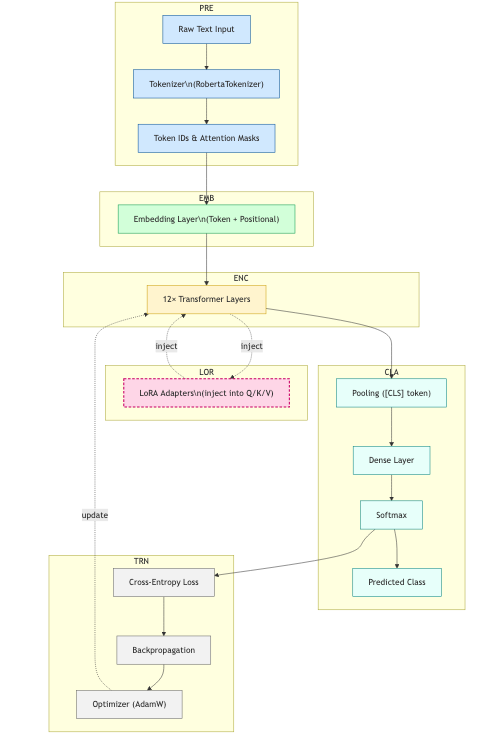 PRE
Raw Text Input
Tokenizer\n(RobertaTokenizer)
Token IDs & Attention Masks
EMB
Embedding Layer\n(Token + Positional)
ENC
12× Transformer Layers
inject
inject
LOR
LoRA Adapters\n(inject into Q/K/V)
CLA
Pooling ([CLS] token)
Dense Layer
Softmax
Predicted Class
update
TRN
Cross-Entropy Loss
Backpropagation
Optimizer (AdamW)